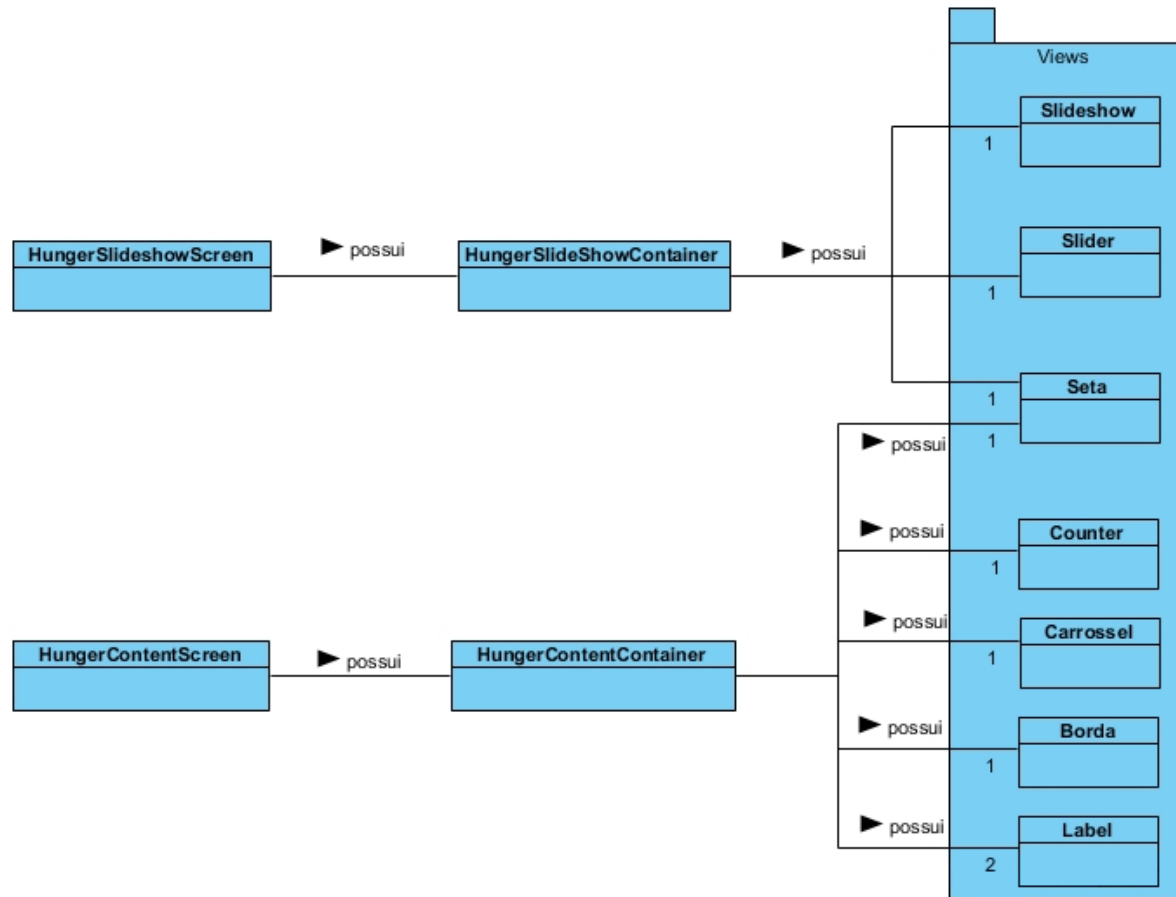 Views
Slideshow
1
Slider
HungerSlideshowScreen
possui
HungerSlideShowContainer
possui
1
Seta
1
possui
1
possui
Counter
1
possui
Carrossel
HungerContentScreen
possui
HungerContentContainer
1
possui
Borda
1
possui
Label
2